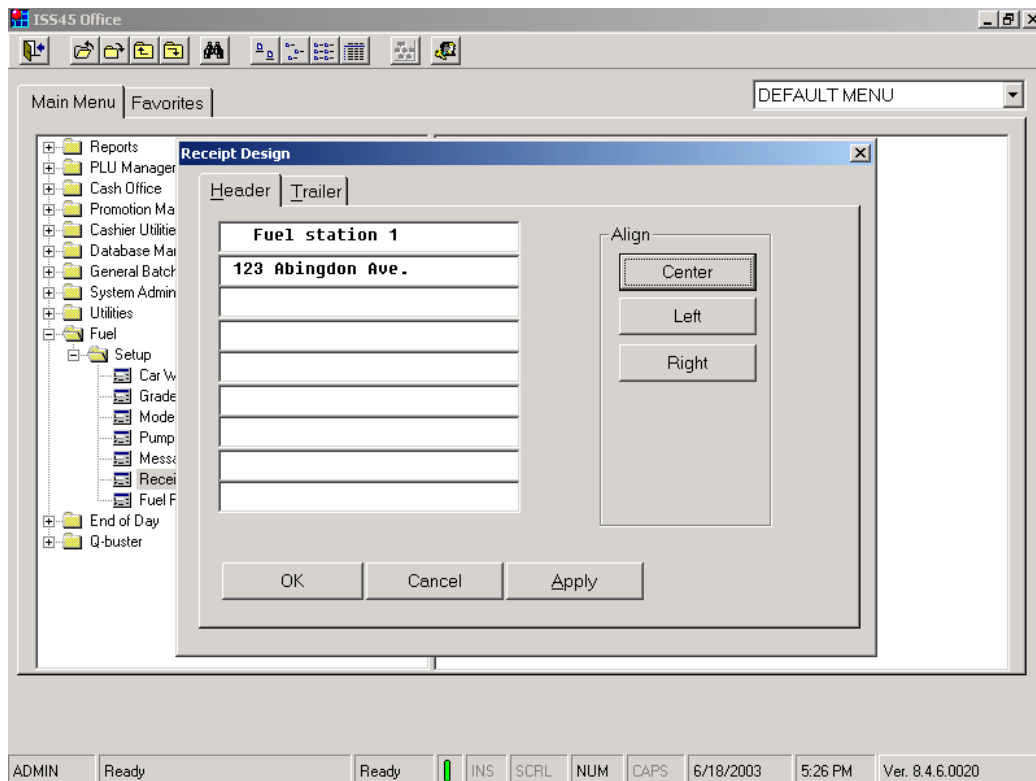 ISS45 Office
Main Menu
Favorites
DEFAULT MENU
Reports
PLU Manager
Cash Office
Promotion Ma
Cashier Utilitie
Database Mar
General Batch
System Admin
Utilities
Fuel
Setup
Car W
Grade
Mode
Pump
Messa
Recei
Fuel F
End of Day
Q-buster
Receipt Design
Header
Trailer
Fuel station 1
123 Abingdon Ave.
Align
Center
Left
Right
OK
Cancel
Apply
ADMIN Ready Ready INS SCRL NUM CAPS 6/18/2003 5:26 PM Ver. 8.4.6.0020